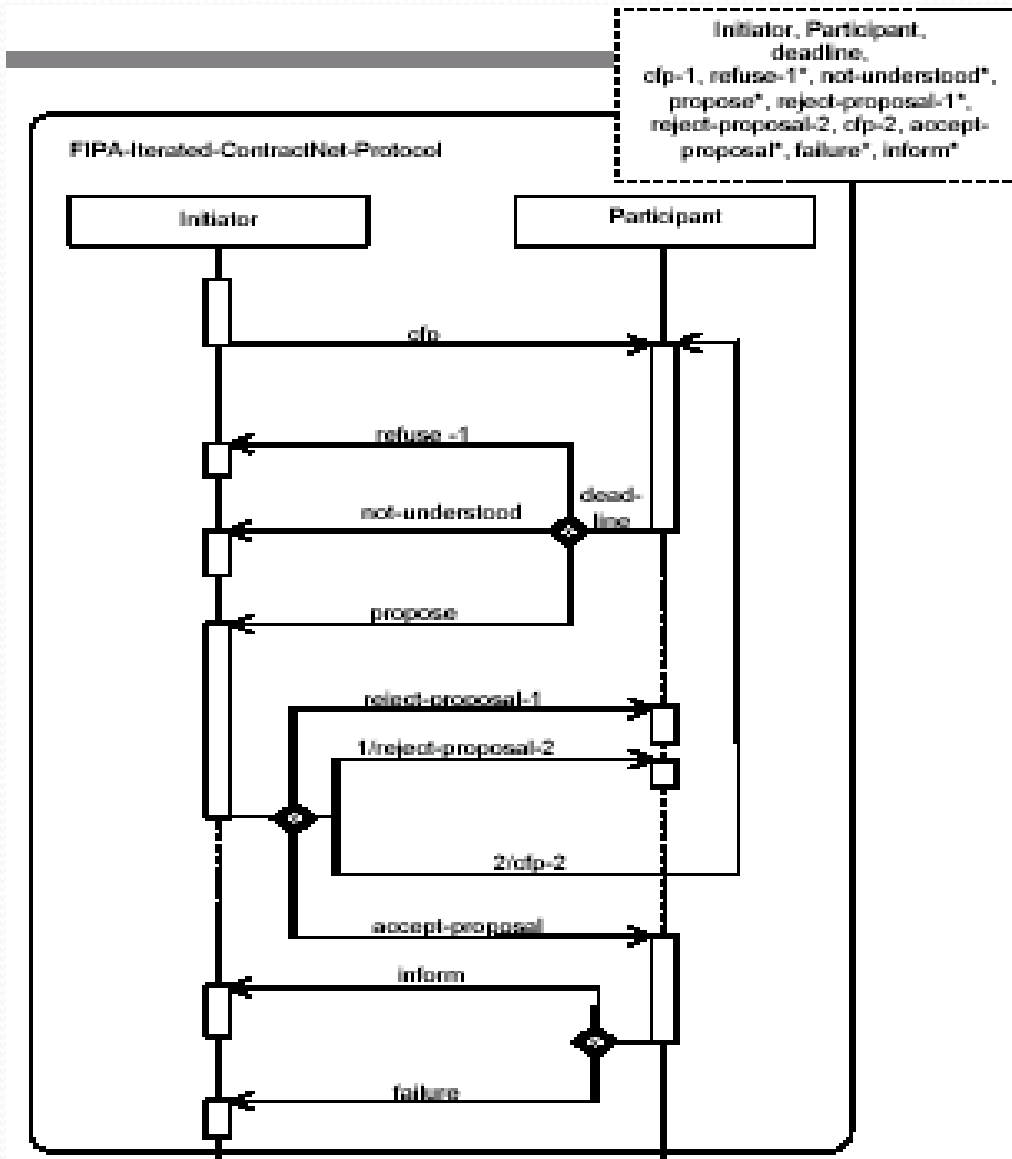 Initiator, Participant,
deadline,
cfp-1, refuse-1*, not-understood*,
propose*, reject-proposal-1*,
reject-proposal-2, cfp-2, accept-
proposal*, failure*, inform*
FIPA-Iterated-ContractNet-Protocol
Initiator
Participant
cfp
refuse -1
dead-
line
not-understood
propose
reject-proposal-1
1/reject-proposal-2
2/cfp-2
accept-proposal
inform
failure